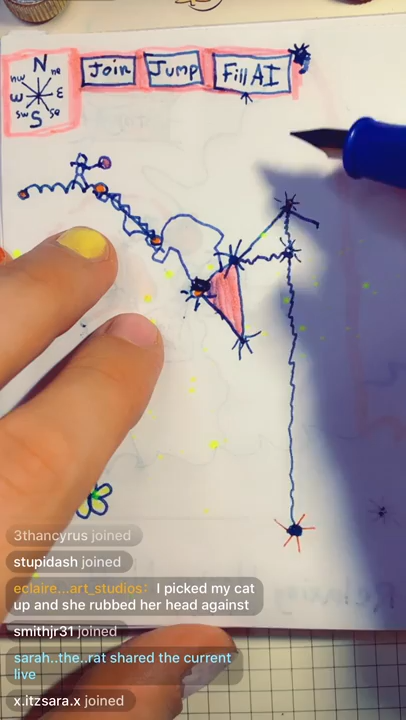 N
nw ne
W E
sw se
S
Join
Jump
Fill AI
3thancyrus joined
stupidash joined
eclaire...art_studios: I picked my cat
up and she rubbed her head against
smithjr31 joined
sarah..the..rat shared the current
live
x.itzsara.x joined